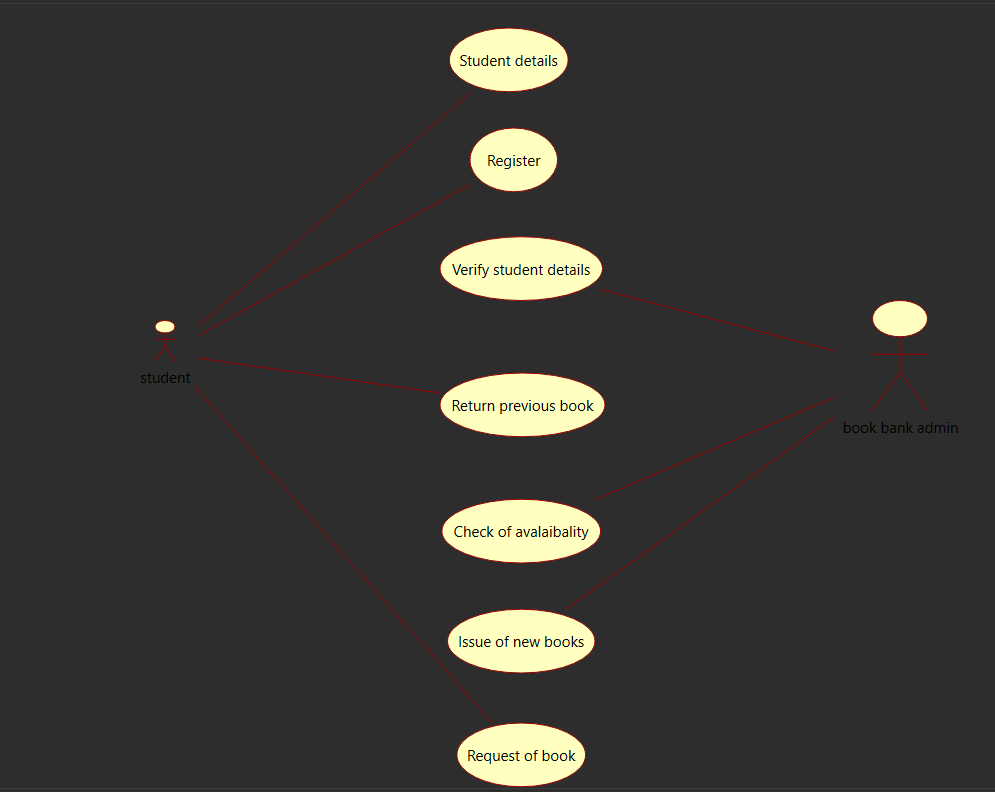 Student details
Register
Verify student details
student
Return previous book
book bank admin
Check of avalaibality
Issue of new books
Request of book